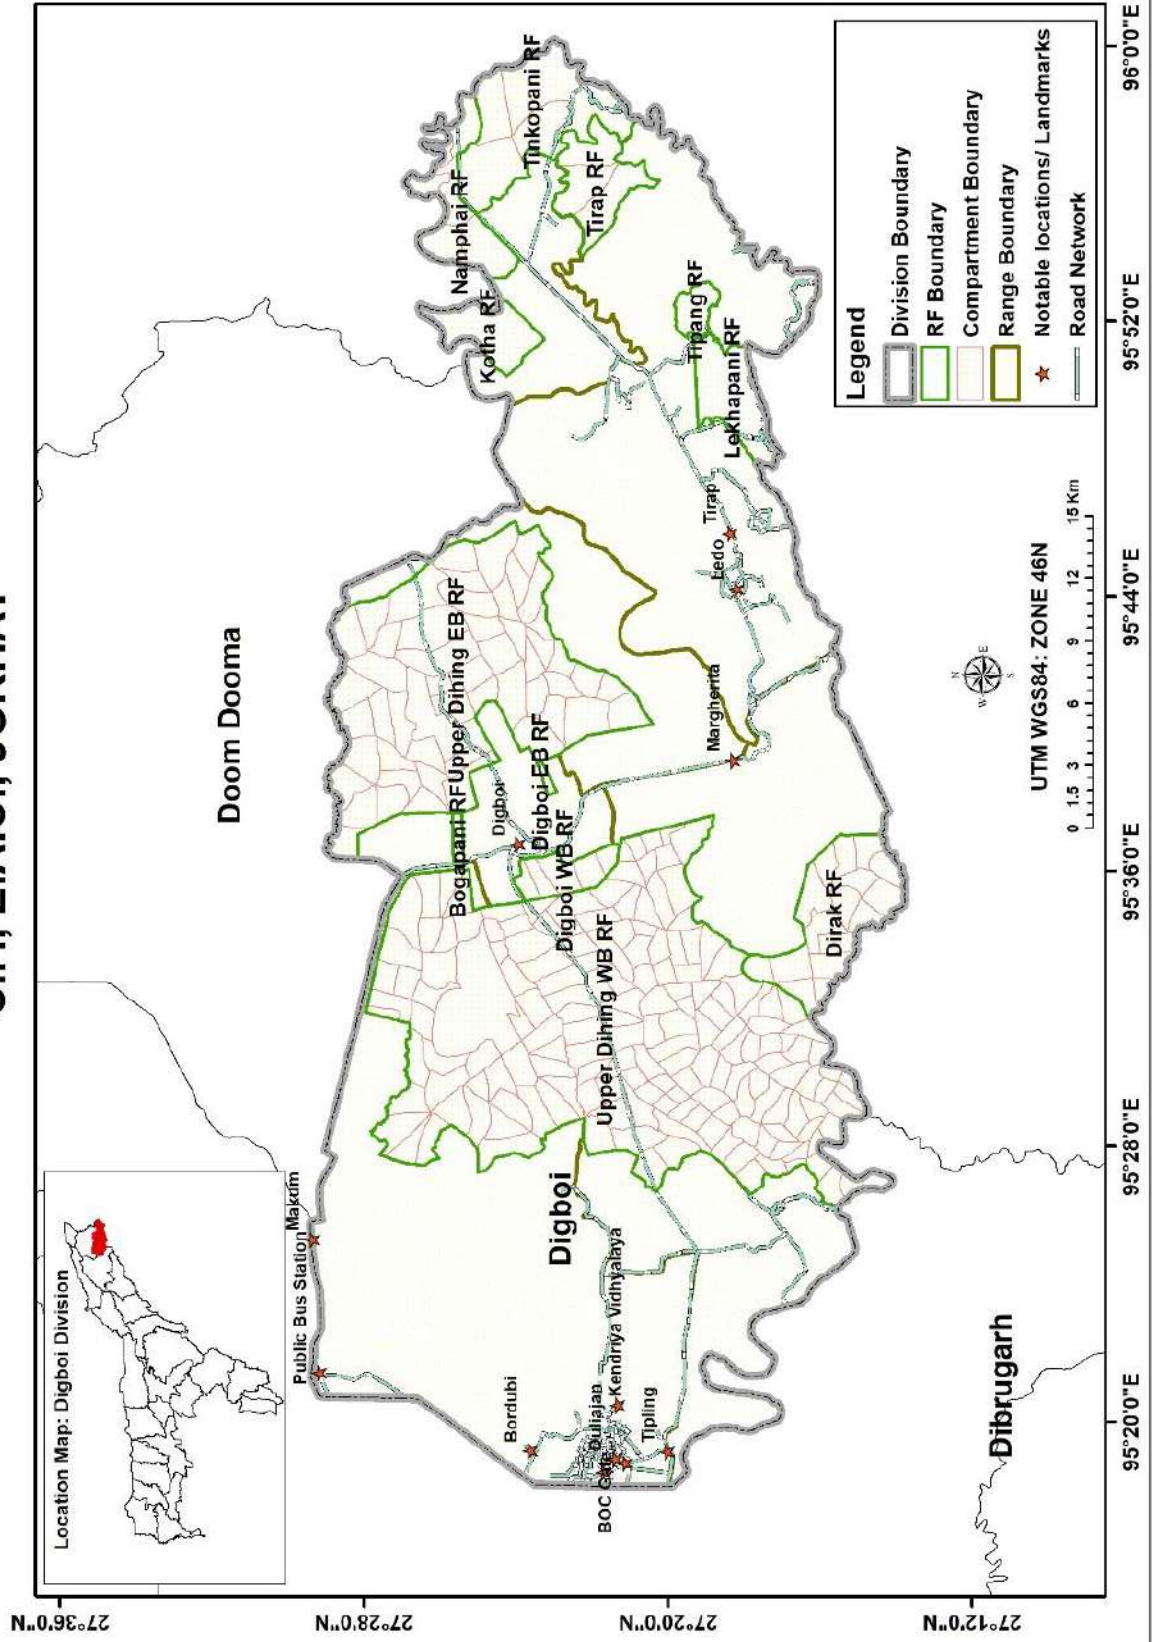 Location Map: Digboi Division
Doom Dooma
Public Bus Station
Makum
Namphai RF
Tinkopani RF
Kotha RF
Tirap RF
Upper Dihing EB RF
Bogapani RF
Digboi
Digboi EB RF
Digboi WB RF
Bordubi
Digboi
Upper Dihing WB RF
Tipang RF
Lekhapani RF
Duliajan
Kendriya Vidhyalaya
BOC Gate
Tipling
Margherita
Ledo
Tirap
Dirak RF
Dibrugarh
UTM WGS84: ZONE 46N
N
W
E
S
0 1.5 3 6 9 12 15 Km
Legend
Division Boundary
RF Boundary
Compartment Boundary
Range Boundary
Notable locations/ Landmarks
Road Network
27°36'0"N
27°28'0"N
27°20'0"N
27°12'0"N
95°20'0"E
95°28'0"E
95°36'0"E
95°44'0"E
95°52'0"E
96°0'0"E